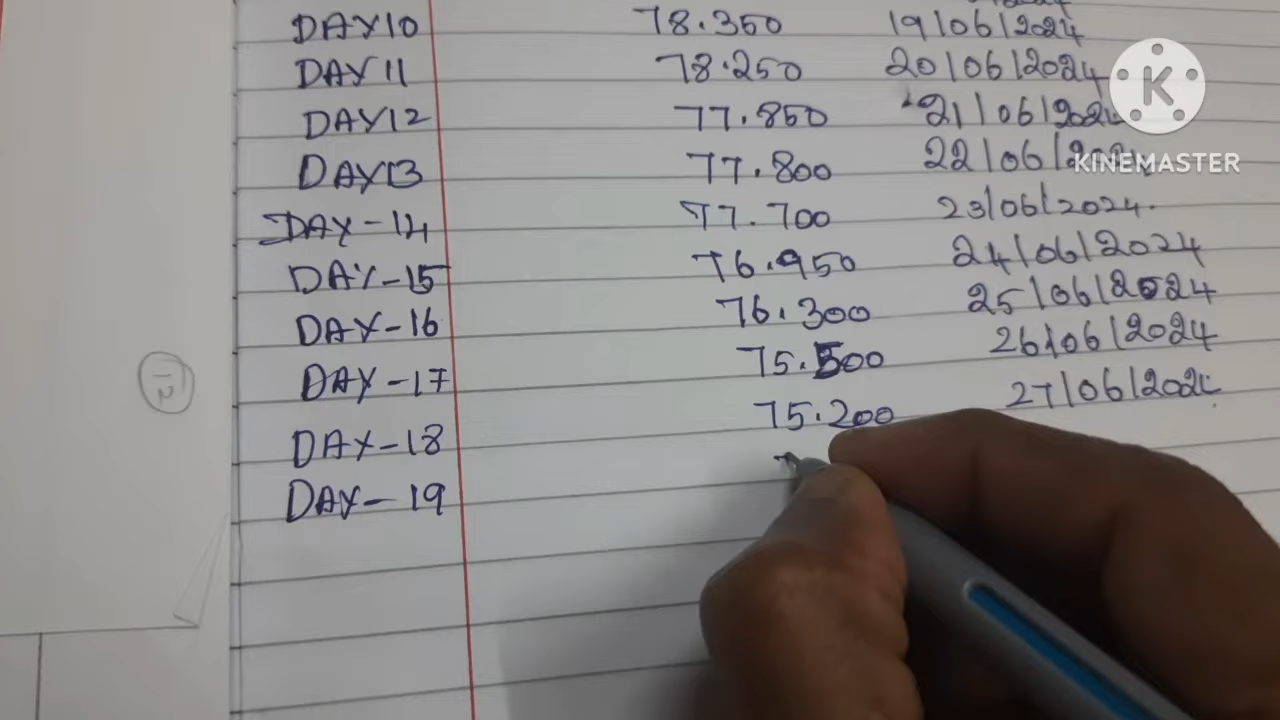 DAY10 78.350 19/06/2024
DAY11 78.250 20/06/2024
DAY12 77.850 21/06/2024
DAY13 77.800 22/06/2024
DAY-14 77.700 23/06/2024.
DAY-15 76.950 24/06/2024
DAY-16 76.300 25/06/2024
DAY-17 75.500 26/06/2024
DAY-18 75.200 27/06/2024
DAY-19
K
KINEMASTER